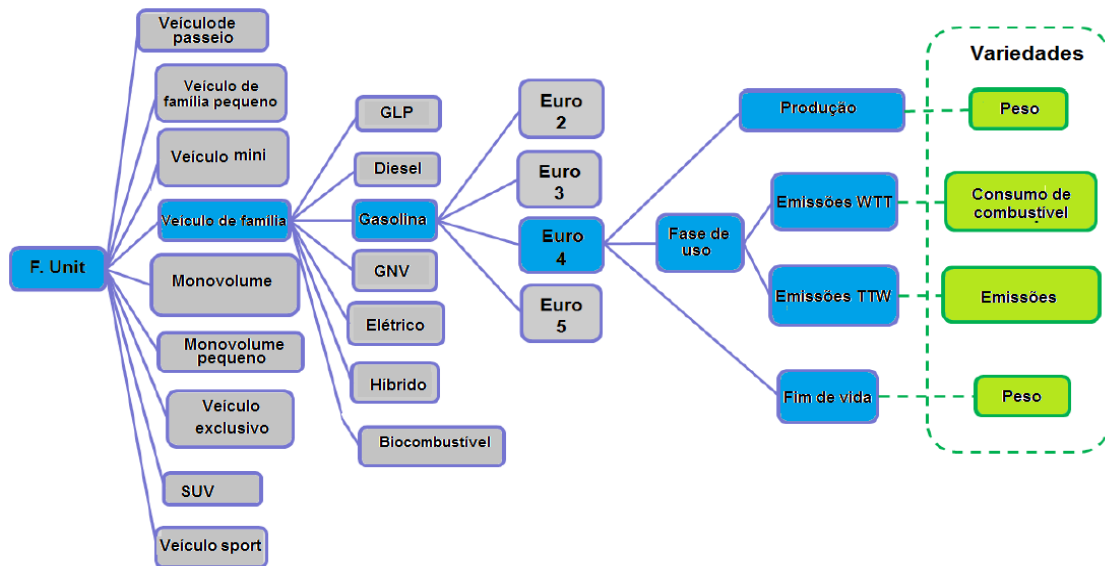 F. Unit
Veículode
passeio
Veículo de
família pequeno
Veículo mini
Veículo de família
Monovolume
Monovolume
pequeno
Veículo
exclusivo
SUV
Veículo sport
GLP
Diesel
Gasolina
GNV
Elétrico
Híbrido
Biocombustível
Euro
2
Euro
3
Euro
4
Euro
5
Produção
Fase de
uso
Emissões WTT
Emissões TTW
Fim de vida
Variedades
Peso
Consumo de
combustível
Emissões
Peso